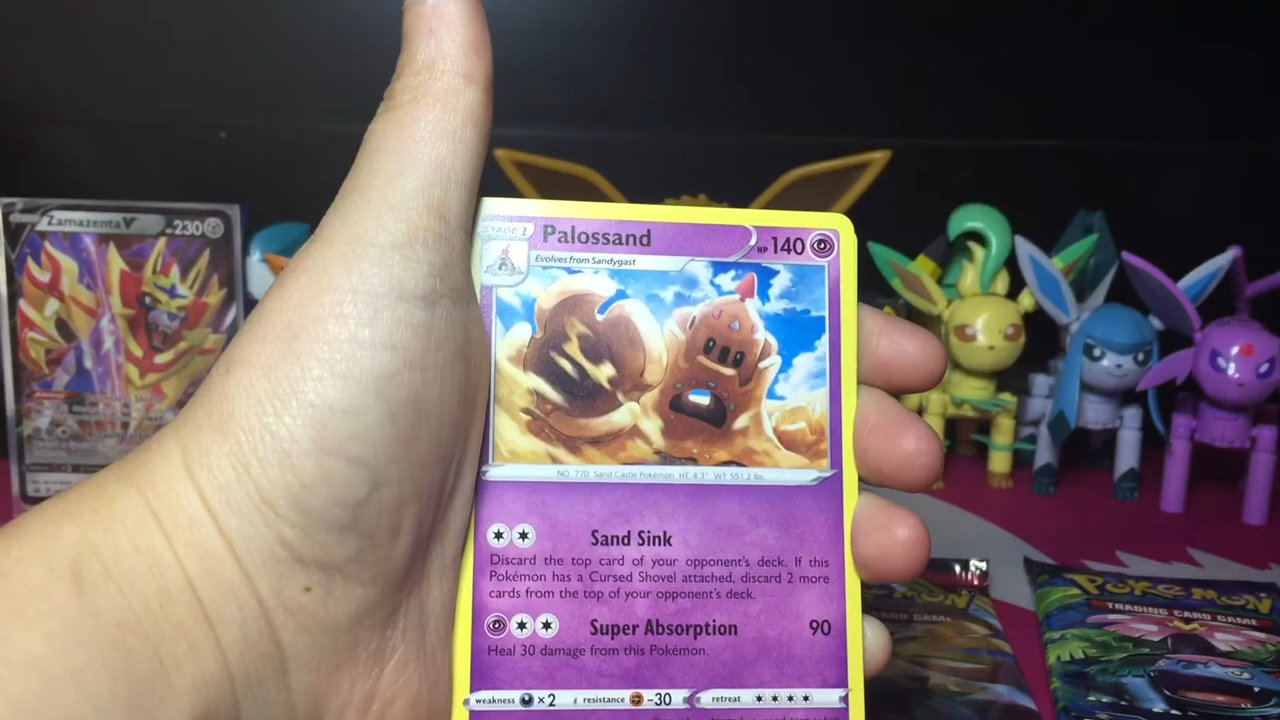 Zamazenta V
230
STAGE 1
Palossand
HP 140
Evolves from Sandygast
NO. 770 Sand Castle Pokémon HT: 4'3" WT: 551.2 lbs.
Sand Sink
Discard the top card of your opponent's deck. If this
Pokémon has a Cursed Shovel attached, discard 2 more
cards from the top of your opponent's deck.
Super Absorption 90
Heal 30 damage from this Pokémon.
weakness ×2 resistance -30 retreat
POKÉMON
TRADING CARD GAME